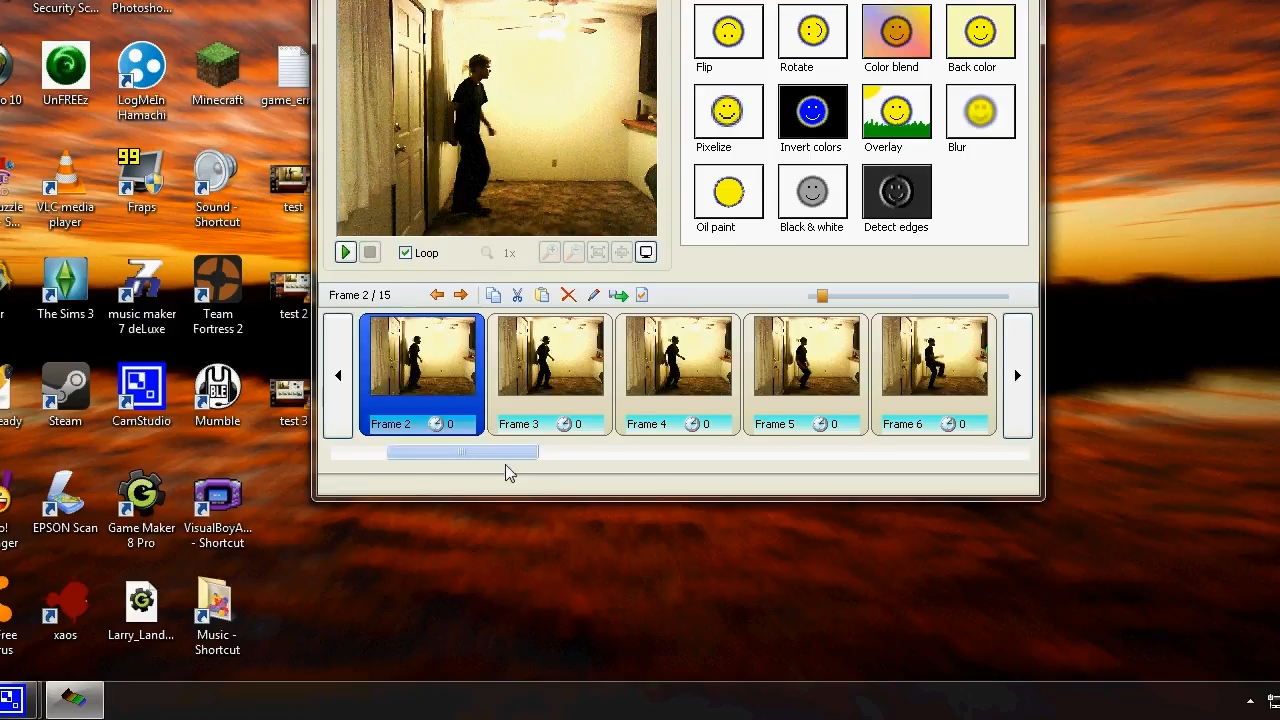 Security Sc...
Photosho...
o 10
UnFREEz
LogMeIn
Hamachi
Minecraft
game_err
99
VLC media
player
Fraps
Sound -
Shortcut
test
The Sims 3
music maker
7 deLuxe
Team
Fortress 2
test 2
eady
Steam
CamStudio
BLE
Mumble
test 3
EPSON Scan
Game Maker
8 Pro
VisualBoyA...
- Shortcut
xaos
Larry_Land...
Music -
Shortcut
Flip
Rotate
Color blend
Back color
Pixelize
Invert colors
Overlay
Blur
Oil paint
Black & white
Detect edges
Loop
1x
Frame 2 / 15
Frame 2
0
Frame 3
0
Frame 4
0
Frame 5
0
Frame 6
0